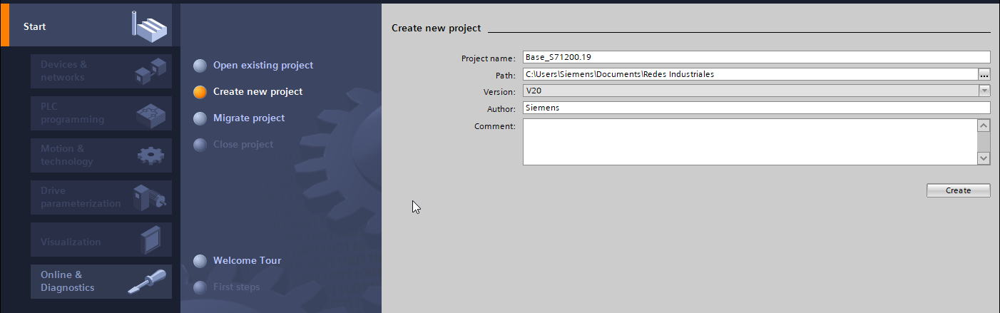 Start
Devices &
networks
PLC
programming
Motion &
technology
Drive
parameterization
Visualization
Online &
Diagnostics
Open existing project
Create new project
Migrate project
Close project
Welcome Tour
First steps
Create new project
Project name: Base_S71200.19
Path: C:\Users\Siemens\Documents\Redes Industriales
...
Version: V20
Author: Siemens
Comment:
Create